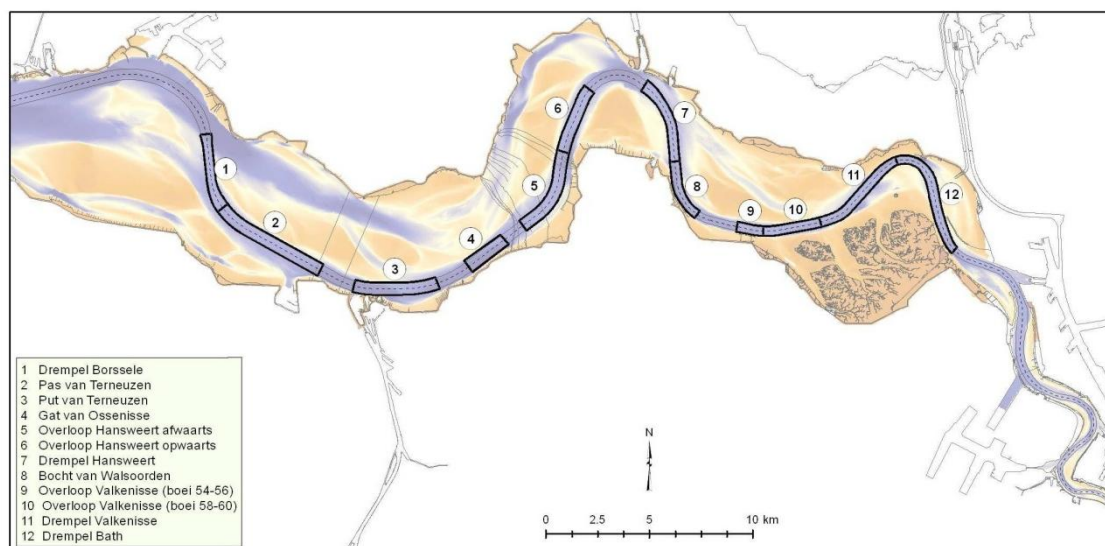 1
2
3
4
5
6
7
8
9
10
11
12
1 Drempel Borssele
2 Pas van Terneuzen
3 Put van Terneuzen
4 Gat van Ossenisse
5 Overloop Hansweert afwaarts
6 Overloop Hansweert opwaarts
7 Drempel Hansweert
8 Bocht van Walsoorden
9 Overloop Valkenisse (boei 54-56)
10 Overloop Valkenisse (boei 58-60)
11 Drempel Valkenisse
12 Drempel Bath
N
0 2.5 5 10 km